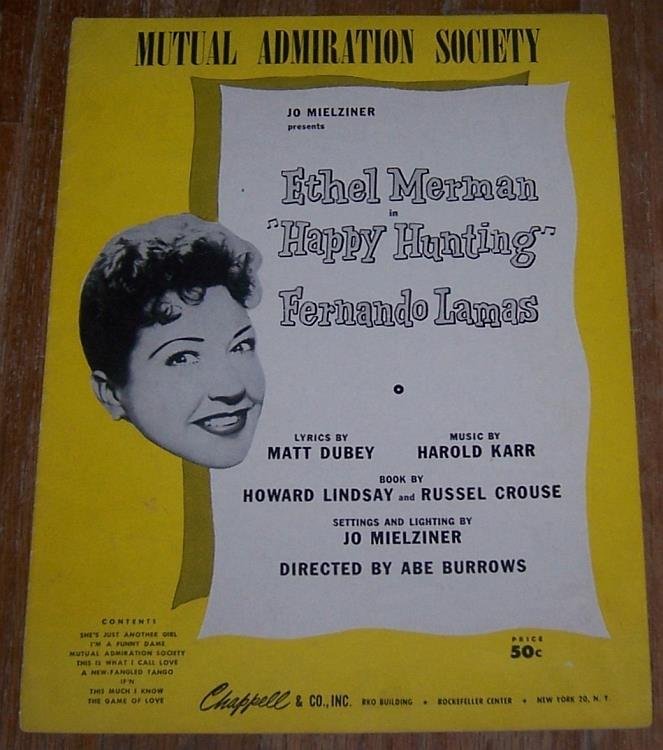 MUTUAL ADMIRATION SOCIETY
JO MIELZINER
presents
Ethel Merman
in
"Happy Hunting"
Fernando Lamas
LYRICS BY
MATT DUBEY
MUSIC BY
HAROLD KARR
BOOK BY
HOWARD LINDSAY and RUSSEL CROUSE
SETTINGS AND LIGHTING BY
JO MIELZINER
DIRECTED BY ABE BURROWS
CONTENTS
SHE'S JUST ANOTHER GIRL
I'M A FUNNY DAME
MUTUAL ADMIRATION SOCIETY
THIS IS WHAT I CALL LOVE
A NEW-FANGLED TANGO
IF'N
THIS MUCH I KNOW
THE GAME OF LOVE
PRICE
50c
Chappell & CO., INC. RKO BUILDING • ROCKEFELLER CENTER • NEW YORK 20, N. Y.